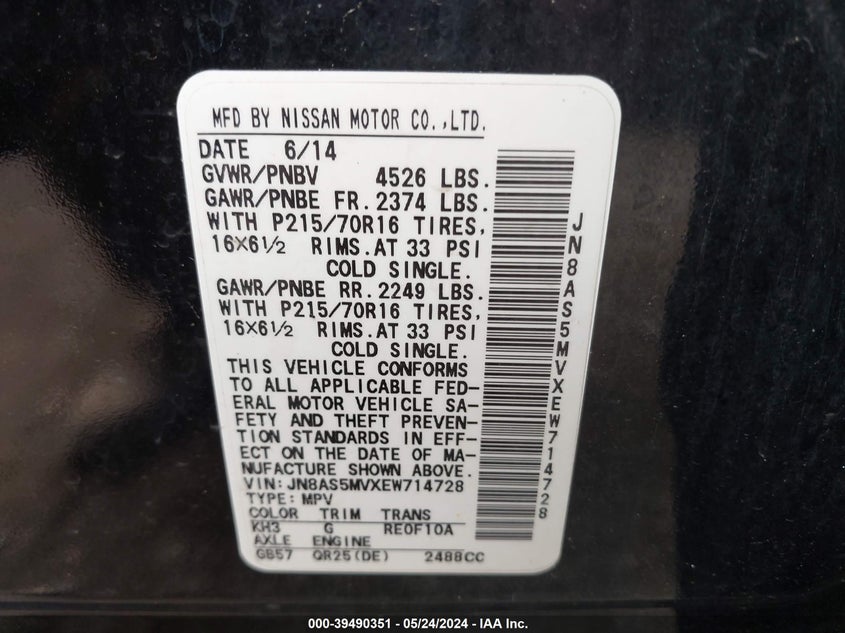 MFD BY NISSAN MOTOR CO.,LTD.
DATE 6/14
GVWR/PNBV 4526 LBS.
GAWR/PNBE FR. 2374 LBS.
WITH P215/70R16 TIRES,
16X6½ RIMS.AT 33 PSI
COLD SINGLE.
GAWR/PNBE RR. 2249 LBS.
WITH P215/70R16 TIRES,
16X6½ RIMS.AT 33 PSI
COLD SINGLE.
THIS VEHICLE CONFORMS
TO ALL APPLICABLE FED-
ERAL MOTOR VEHICLE SA-
FETY AND THEFT PREVEN-
TION STANDARDS IN EFF-
ECT ON THE DATE OF MA-
NUFACTURE SHOWN ABOVE.
VIN: JN8AS5MVXEW714728
TYPE: MPV
COLOR TRIM TRANS
KH3 G RE0F10A
AXLE ENGINE
GB57 QR25(DE) 2488CC
JN8AS5MVXEW714728
000-39490351 - 05/24/2024 - IAA Inc.